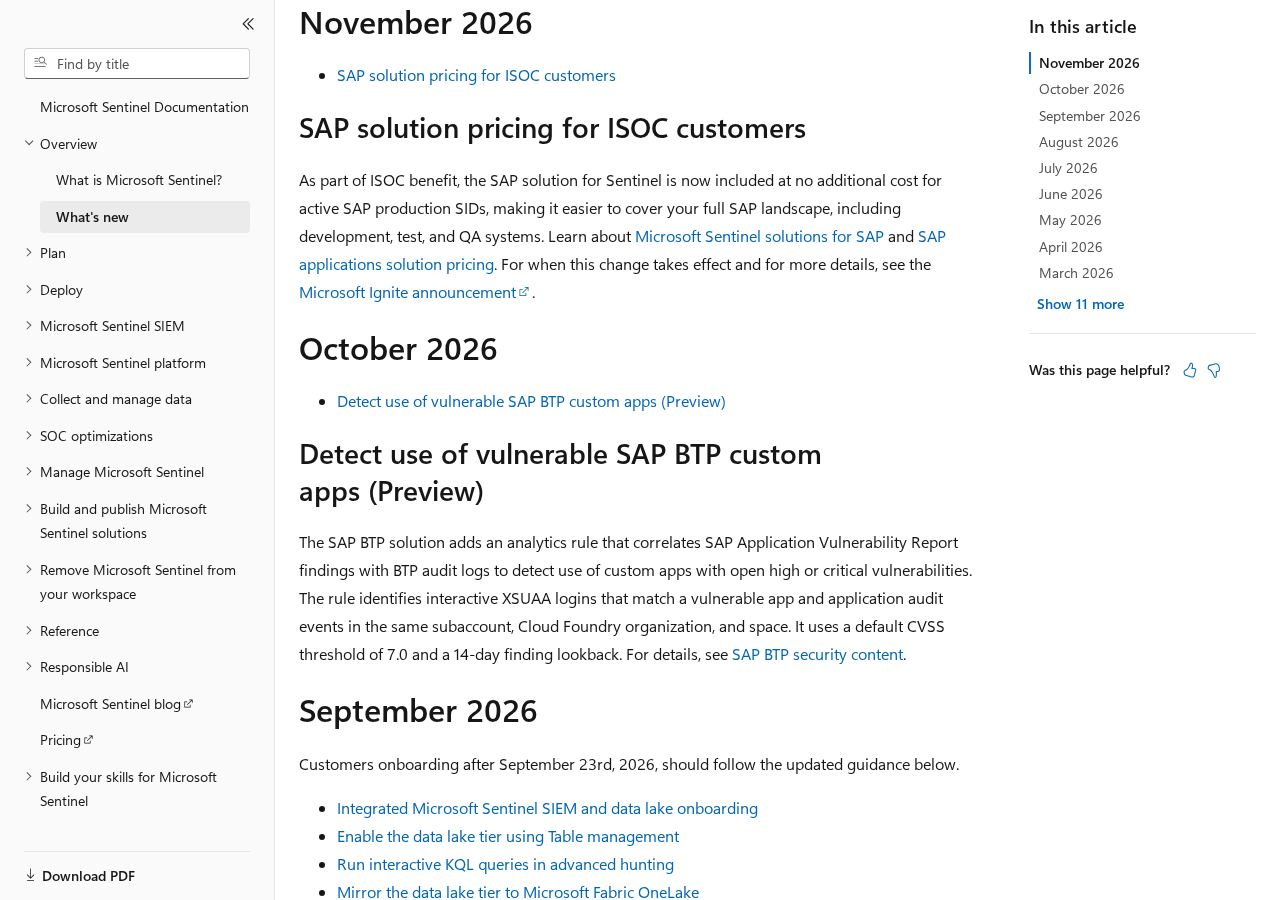 Find by title
Microsoft Sentinel Documentation
Overview
What is Microsoft Sentinel?
What's new
Plan
Deploy
Microsoft Sentinel SIEM
Microsoft Sentinel platform
Collect and manage data
SOC optimizations
Manage Microsoft Sentinel
Build and publish Microsoft
Sentinel solutions
Remove Microsoft Sentinel from
your workspace
Reference
Responsible AI
Microsoft Sentinel blog
Pricing
Build your skills for Microsoft
Sentinel
Download PDF
November 2026
SAP solution pricing for ISOC customers
SAP solution pricing for ISOC customers
As part of ISOC benefit, the SAP solution for Sentinel is now included at no additional cost for
active SAP production SIDs, making it easier to cover your full SAP landscape, including
development, test, and QA systems. Learn about Microsoft Sentinel solutions for SAP and SAP
applications solution pricing. For when this change takes effect and for more details, see the
Microsoft Ignite announcement.
October 2026
Detect use of vulnerable SAP BTP custom apps (Preview)
Detect use of vulnerable SAP BTP custom
apps (Preview)
The SAP BTP solution adds an analytics rule that correlates SAP Application Vulnerability Report
findings with BTP audit logs to detect use of custom apps with open high or critical vulnerabilities.
The rule identifies interactive XSUAA logins that match a vulnerable app and application audit
events in the same subaccount, Cloud Foundry organization, and space. It uses a default CVSS
threshold of 7.0 and a 14-day finding lookback. For details, see SAP BTP security content.
September 2026
Customers onboarding after September 23rd, 2026, should follow the updated guidance below.
Integrated Microsoft Sentinel SIEM and data lake onboarding
Enable the data lake tier using Table management
Run interactive KQL queries in advanced hunting
Mirror the data lake tier to Microsoft Fabric OneLake
In this article
November 2026
October 2026
September 2026
August 2026
July 2026
June 2026
May 2026
April 2026
March 2026
Show 11 more
Was this page helpful?